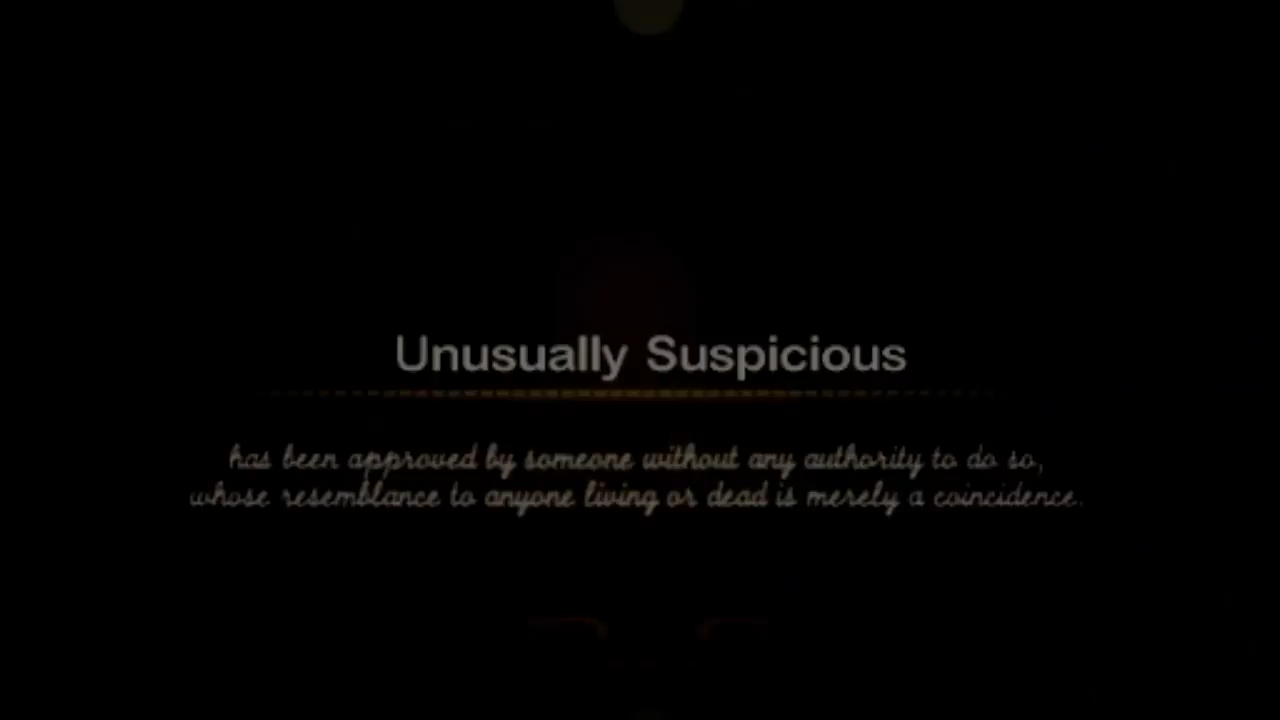 Unusually Suspicious
has been approved by someone without any authority to do so,
whose resemblance to anyone living or dead is merely a coincidence.